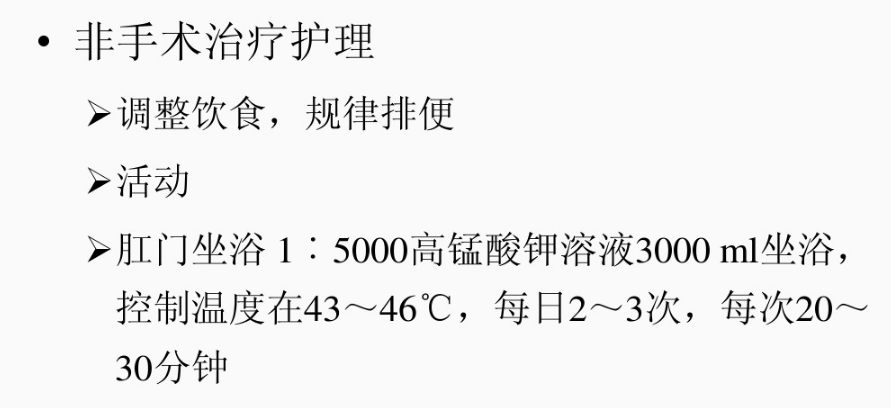 • 非手术治疗护理
➢调整饮食，规律排便
➢活动
➢肛门坐浴 1∶5000高锰酸钾溶液3000 ml坐浴，
控制温度在43～46℃，每日2～3次，每次20～
30分钟